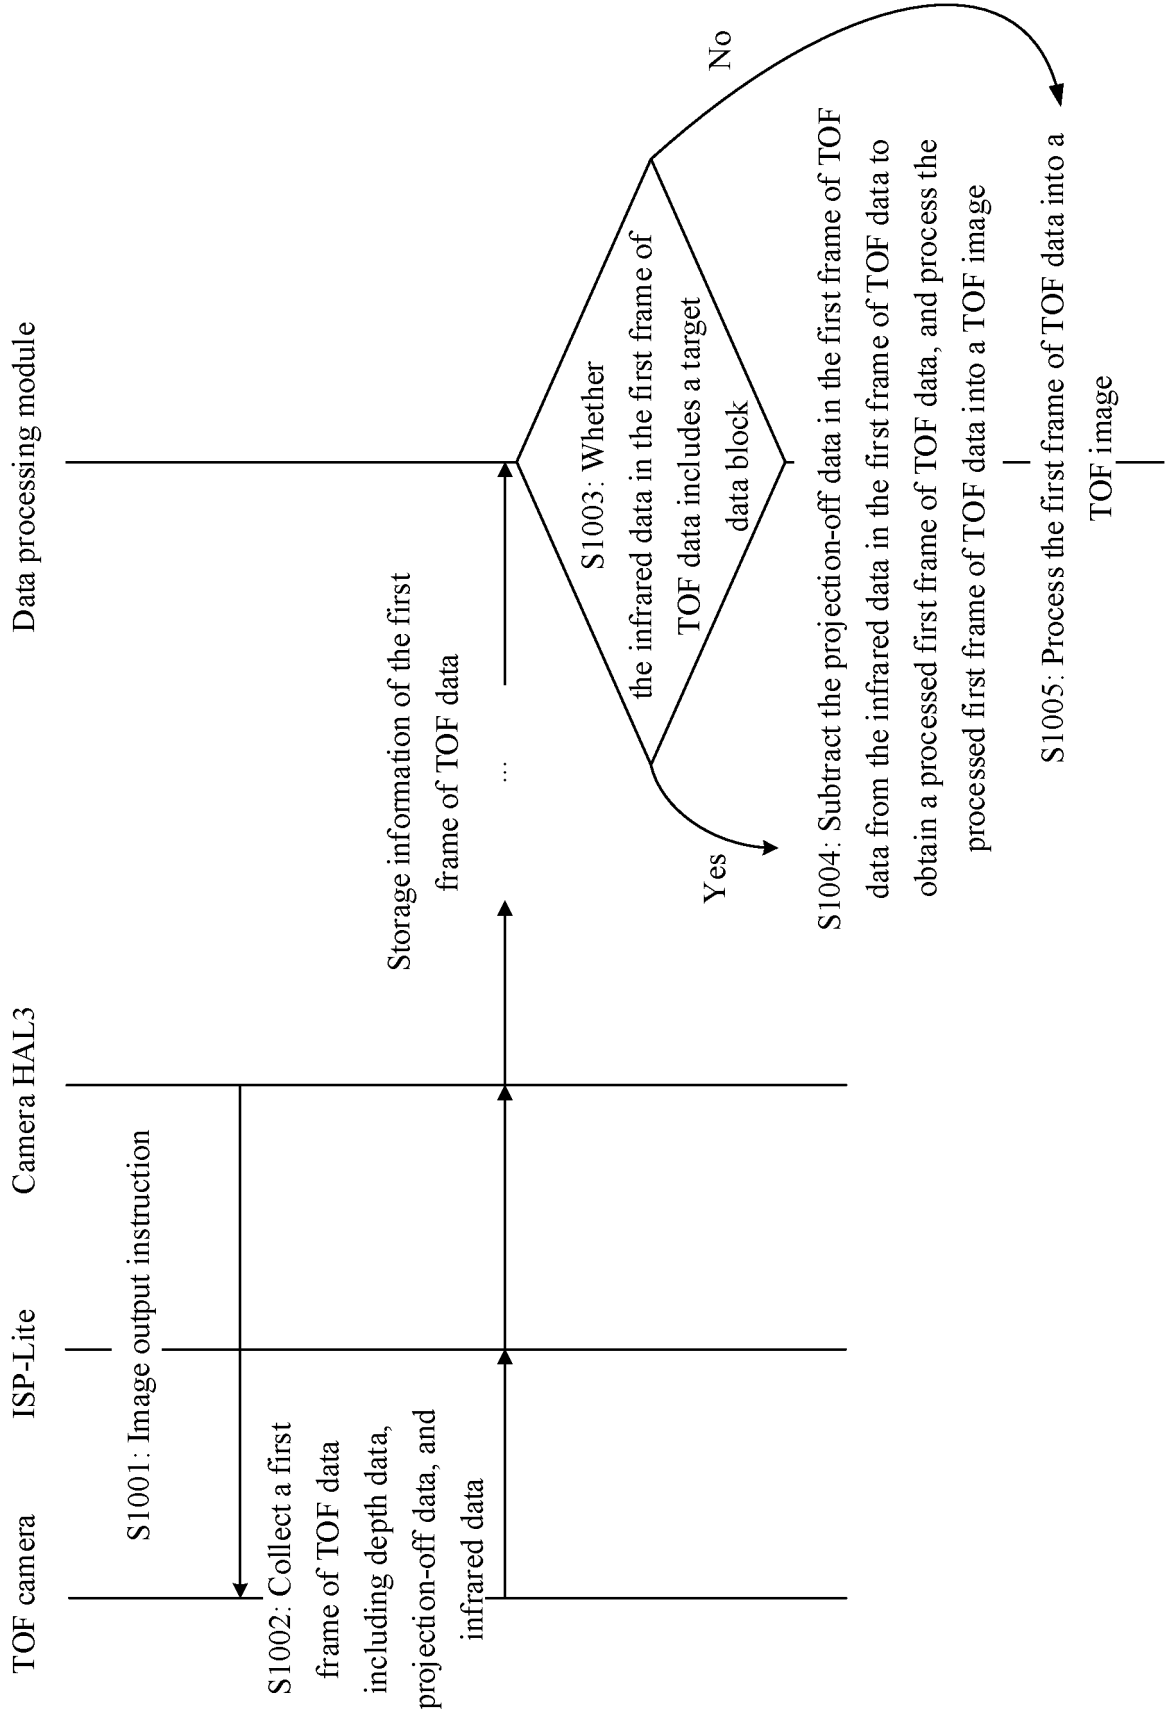 TOF camera
ISP-Lite
Camera HAL3
Data processing module
S1001: Image output instruction
S1002: Collect a first
frame of TOF data
including depth data,
projection-off data, and
infrared data
Storage information of the first
frame of TOF data
...
S1003: Whether
the infrared data in the first frame of
TOF data includes a target
data block
Yes
No
S1004: Subtract the projection-off data in the first frame of TOF
data from the infrared data in the first frame of TOF data to
obtain a processed first frame of TOF data, and process the
processed first frame of TOF data into a TOF image
S1005: Process the first frame of TOF data into a
TOF image